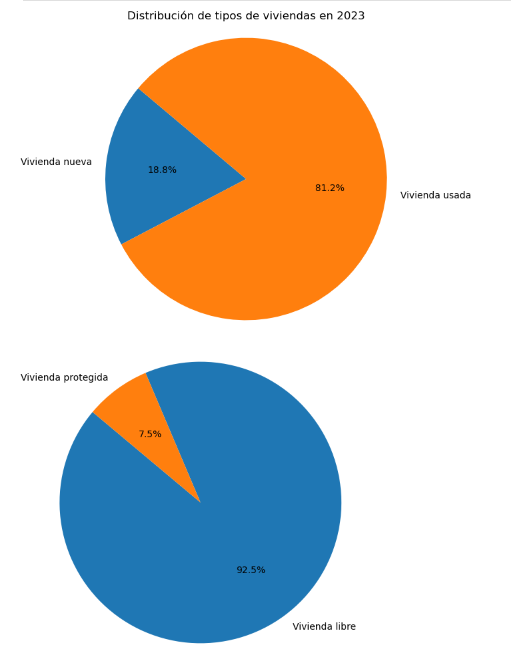 Distribución de tipos de viviendas en 2023
Vivienda nueva
18.8%
81.2%
Vivienda usada
Vivienda protegida
7.5%
92.5%
Vivienda libre